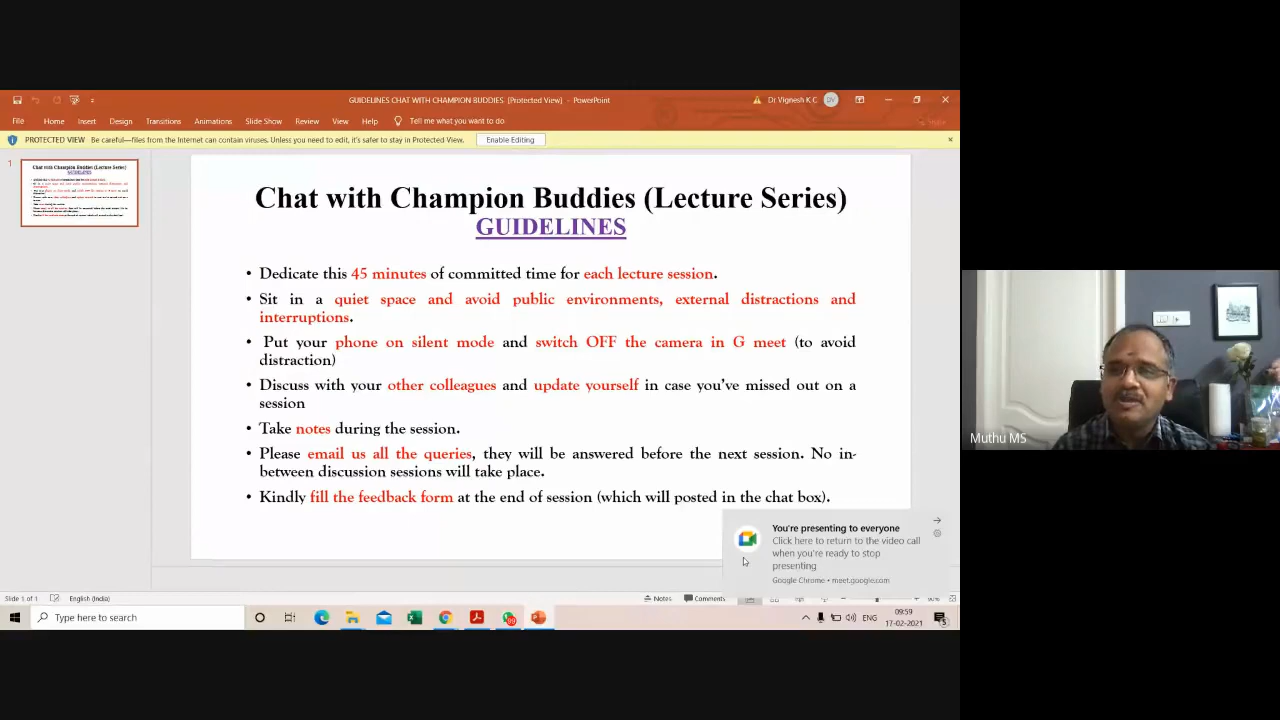 GUIDELINES CHAT WITH CHAMPION BUDDIES [Protected View] - PowerPoint
Dr Vignesh K C
DV
File Home Insert Design Transitions Animations Slide Show Review View Help Tell me what you want to do
PROTECTED VIEW Be careful—files from the Internet can contain viruses. Unless you need to edit, it's safer to stay in Protected View. Enable Editing
1
Chat with Champion Buddies (Lecture Series)
GUIDELINES
• Dedicate this 45 minutes of committed time for each lecture session.
• Sit in a quiet space and avoid public environments, external distractions and
interruptions.
• Put your phone on silent mode and switch OFF the camera in G meet (to avoid
distraction)
• Discuss with your other colleagues and update yourself in case you've missed out on a
session
• Take notes during the session.
• Please email us all the queries, they will be answered before the next session. No in-
between discussion sessions will take place.
• Kindly fill the feedback form at the end of session (which will posted in the chat box).
You're presenting to everyone
Click here to return to the video call
when you're ready to stop
presenting
Google Chrome • meet.google.com
Muthu MS
Slide 1 of 1 English (India) Notes Comments
Type here to search
99
ENG
09:59
17-02-2021